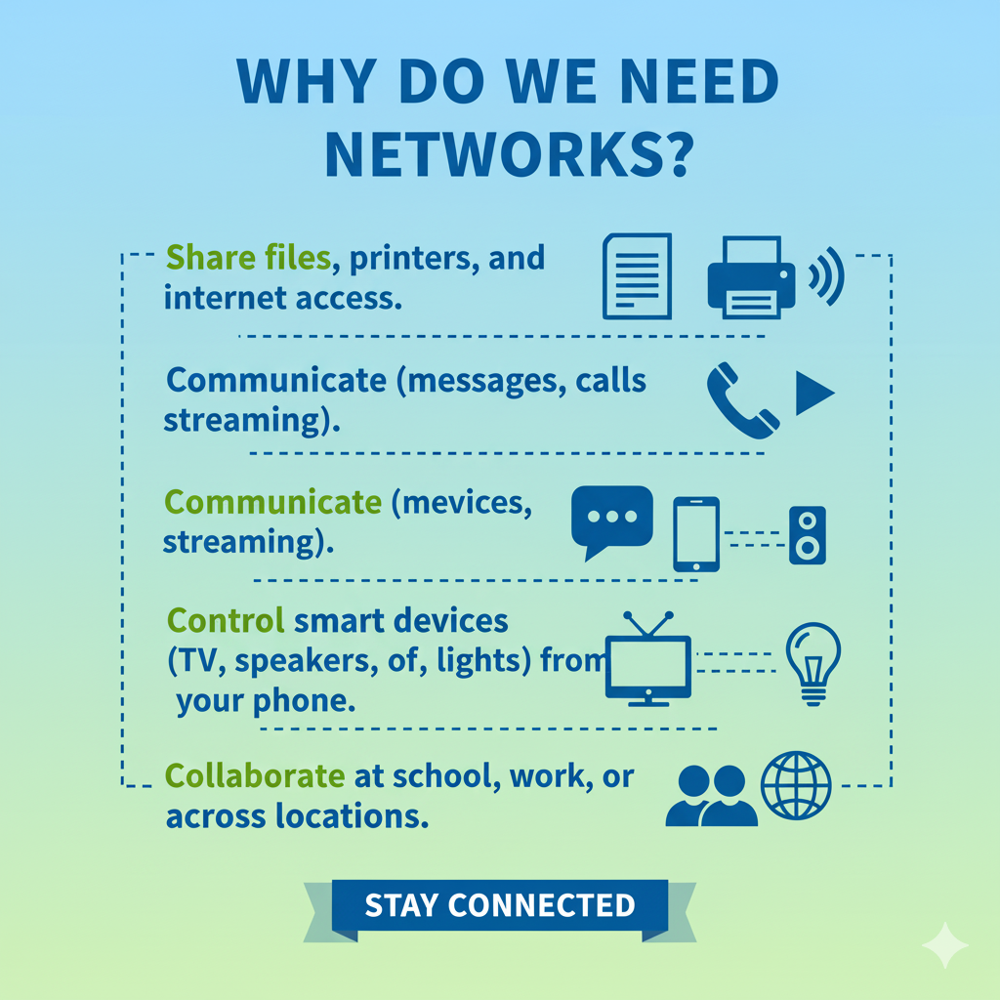 WHY DO WE NEED
NETWORKS?
Share files, printers, and
internet access.
Communicate (messages, calls
streaming).
Communicate (mevices,
streaming).
Control smart devices
(TV, speakers, of, lights) from
your phone.
Collaborate at school, work, or
across locations.
STAY CONNECTED